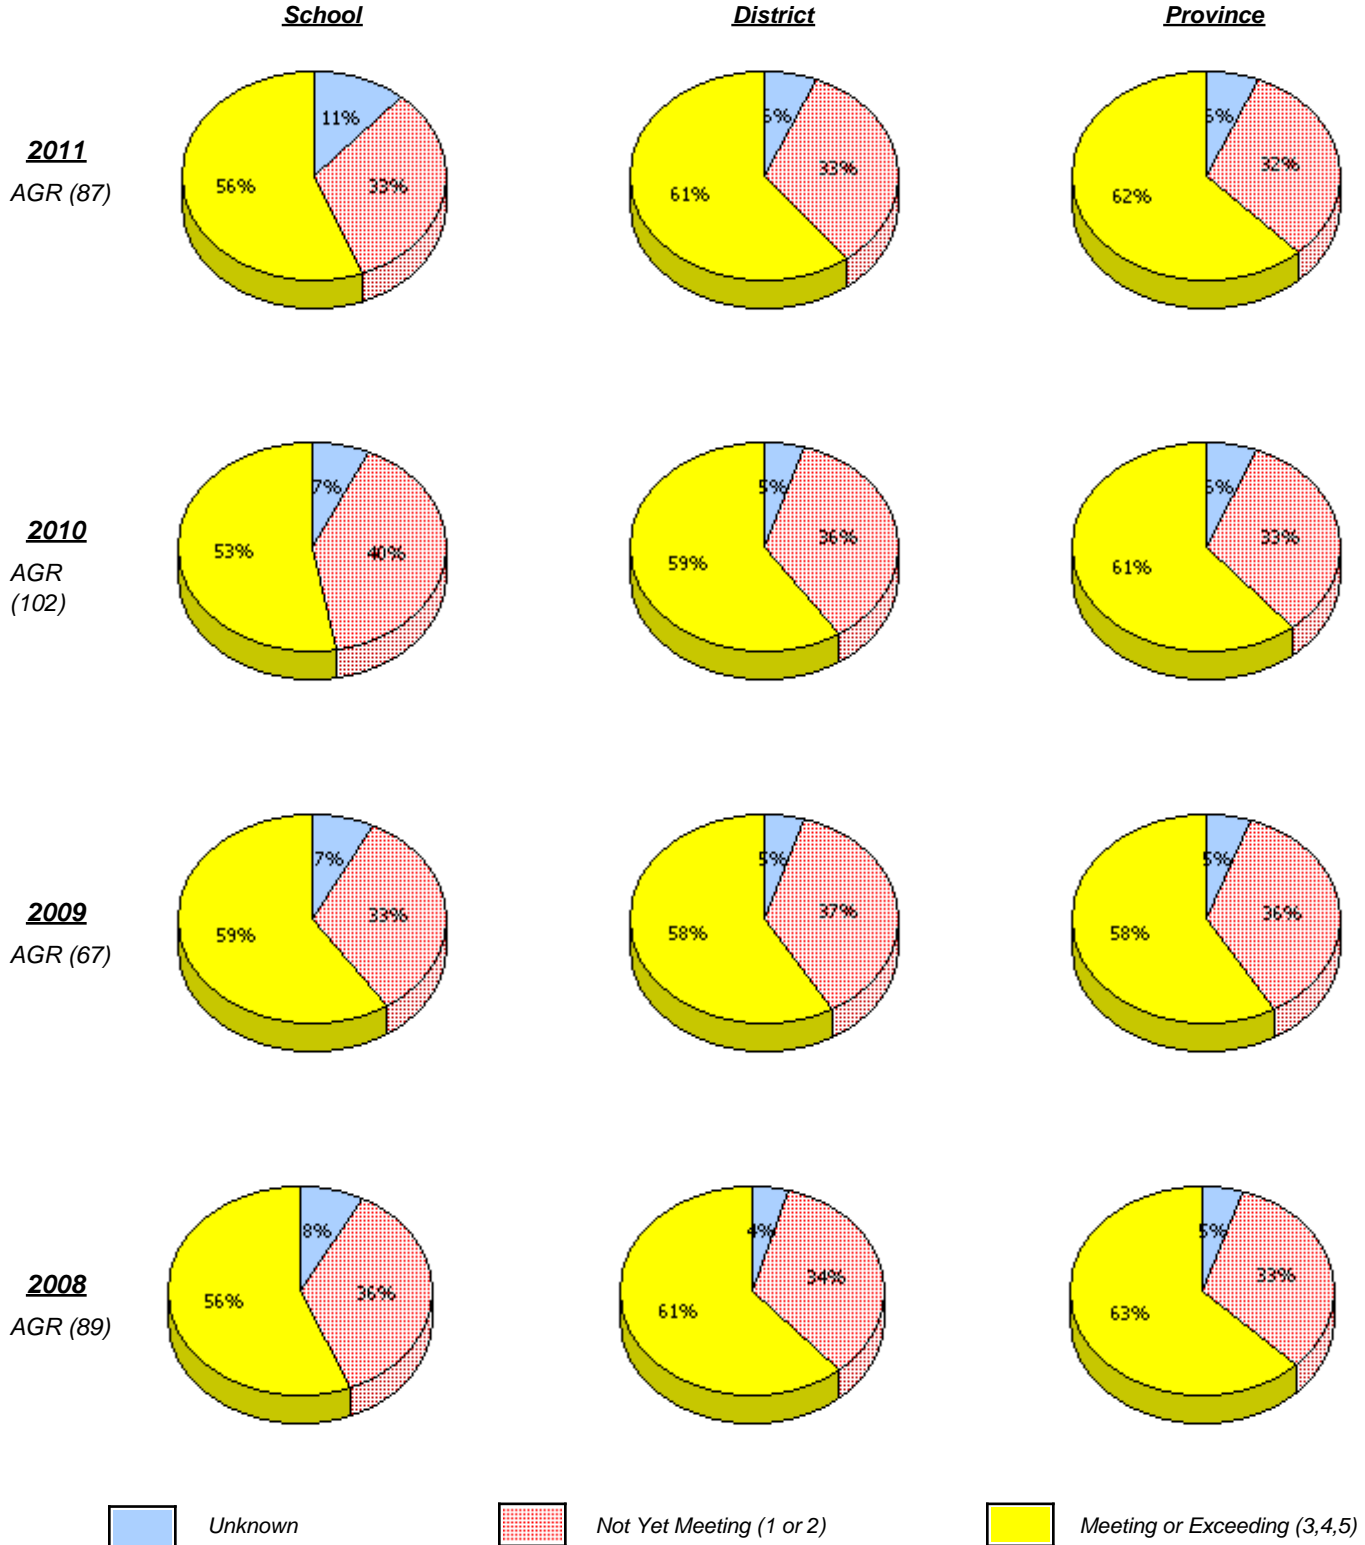 School District Province
11% 6% 6%
2011
AGR (87)
56% 33% 61% 33% 62% 32%
7% 5% 6%
2010
AGR
(102)
53% 40% 59% 36% 61% 33%
7% 5% 5%
2009
AGR (67)
59% 33% 58% 37% 58% 36%
8% 4% 5%
2008
AGR (89)
56% 36% 61% 34% 63% 33%
Unknown Not Yet Meeting (1 or 2) Meeting or Exceeding (3,4,5)